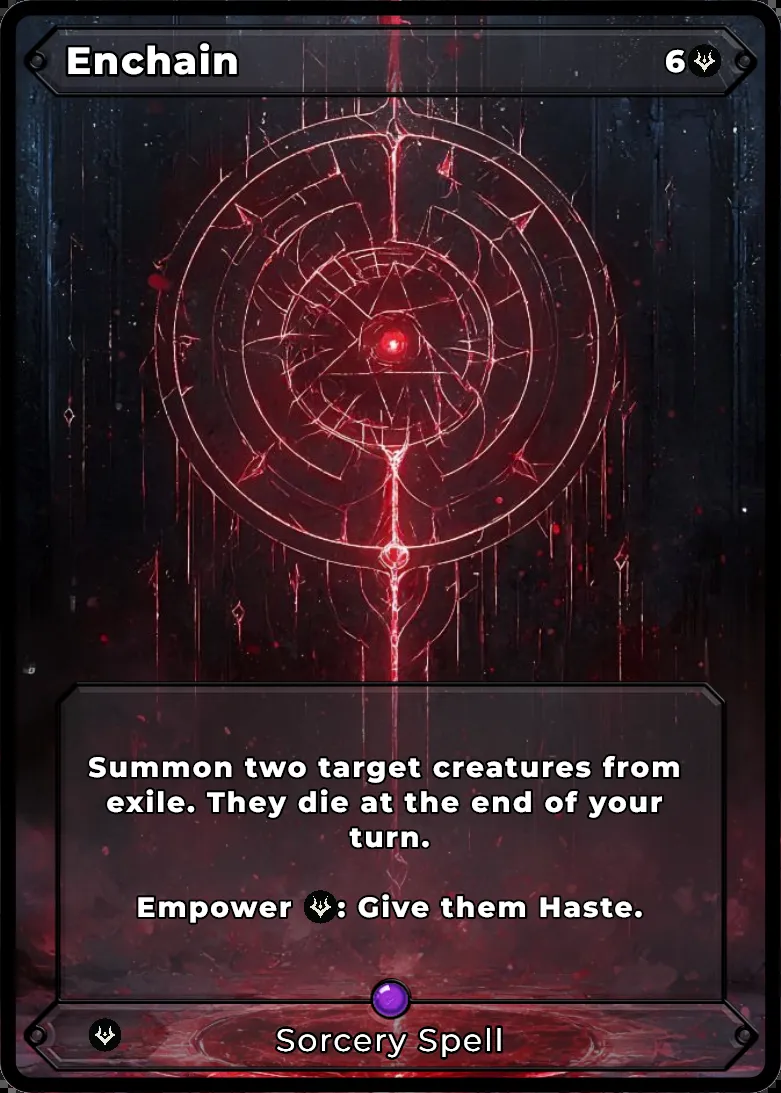 Enchain
6
Summon two target creatures from
exile. They die at the end of your
turn.
Empower : Give them Haste.
Sorcery Spell